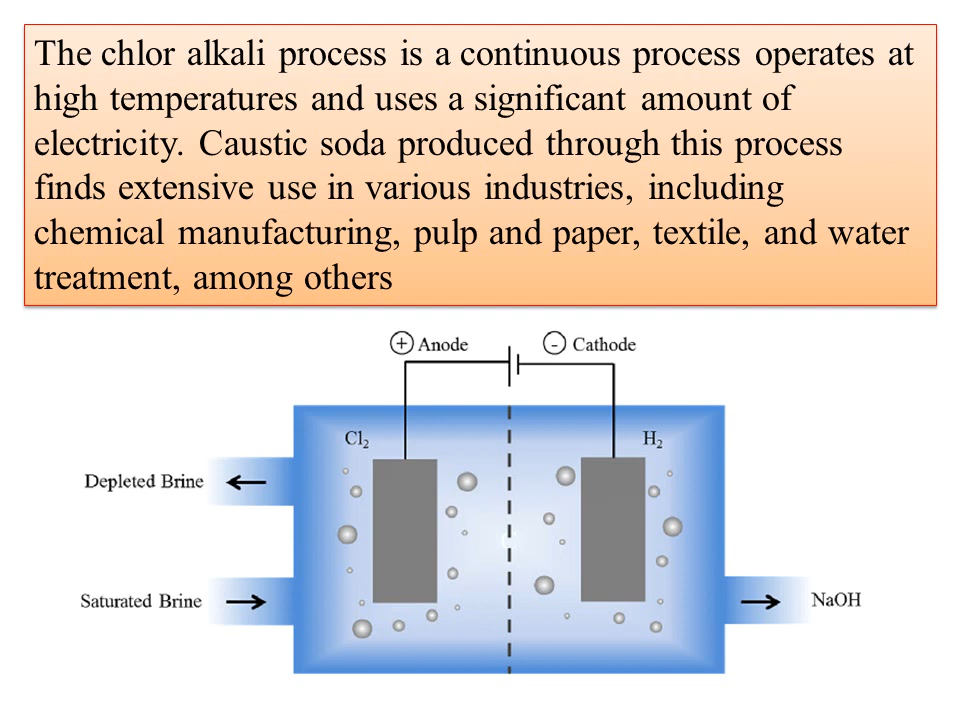 The chlor alkali process is a continuous process operates at
high temperatures and uses a significant amount of
electricity. Caustic soda produced through this process
finds extensive use in various industries, including
chemical manufacturing, pulp and paper, textile, and water
treatment, among others
+ Anode
- Cathode
Cl₂
H₂
Depleted Brine
Saturated Brine
NaOH